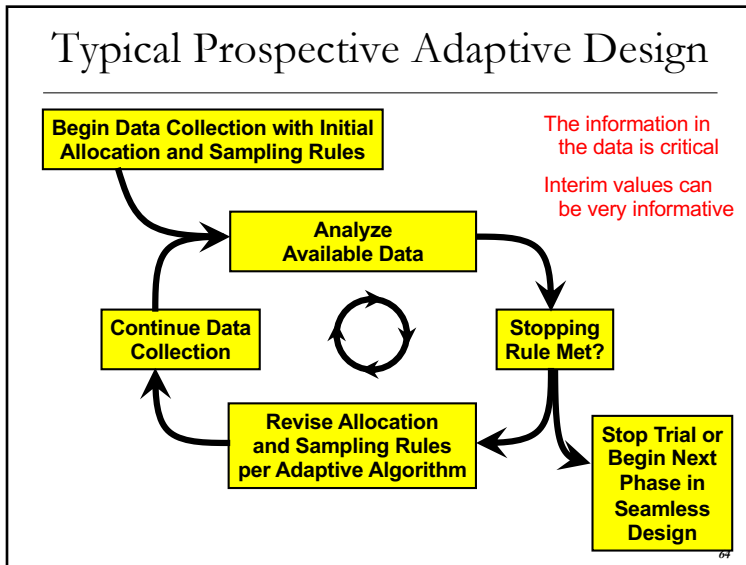 Typical Prospective Adaptive Design
Begin Data Collection with Initial
Allocation and Sampling Rules
The information in
the data is critical
Interim values can
be very informative
Analyze
Available Data
Continue Data
Collection
Stopping
Rule Met?
Revise Allocation
and Sampling Rules
per Adaptive Algorithm
Stop Trial or
Begin Next
Phase in
Seamless
Design
64